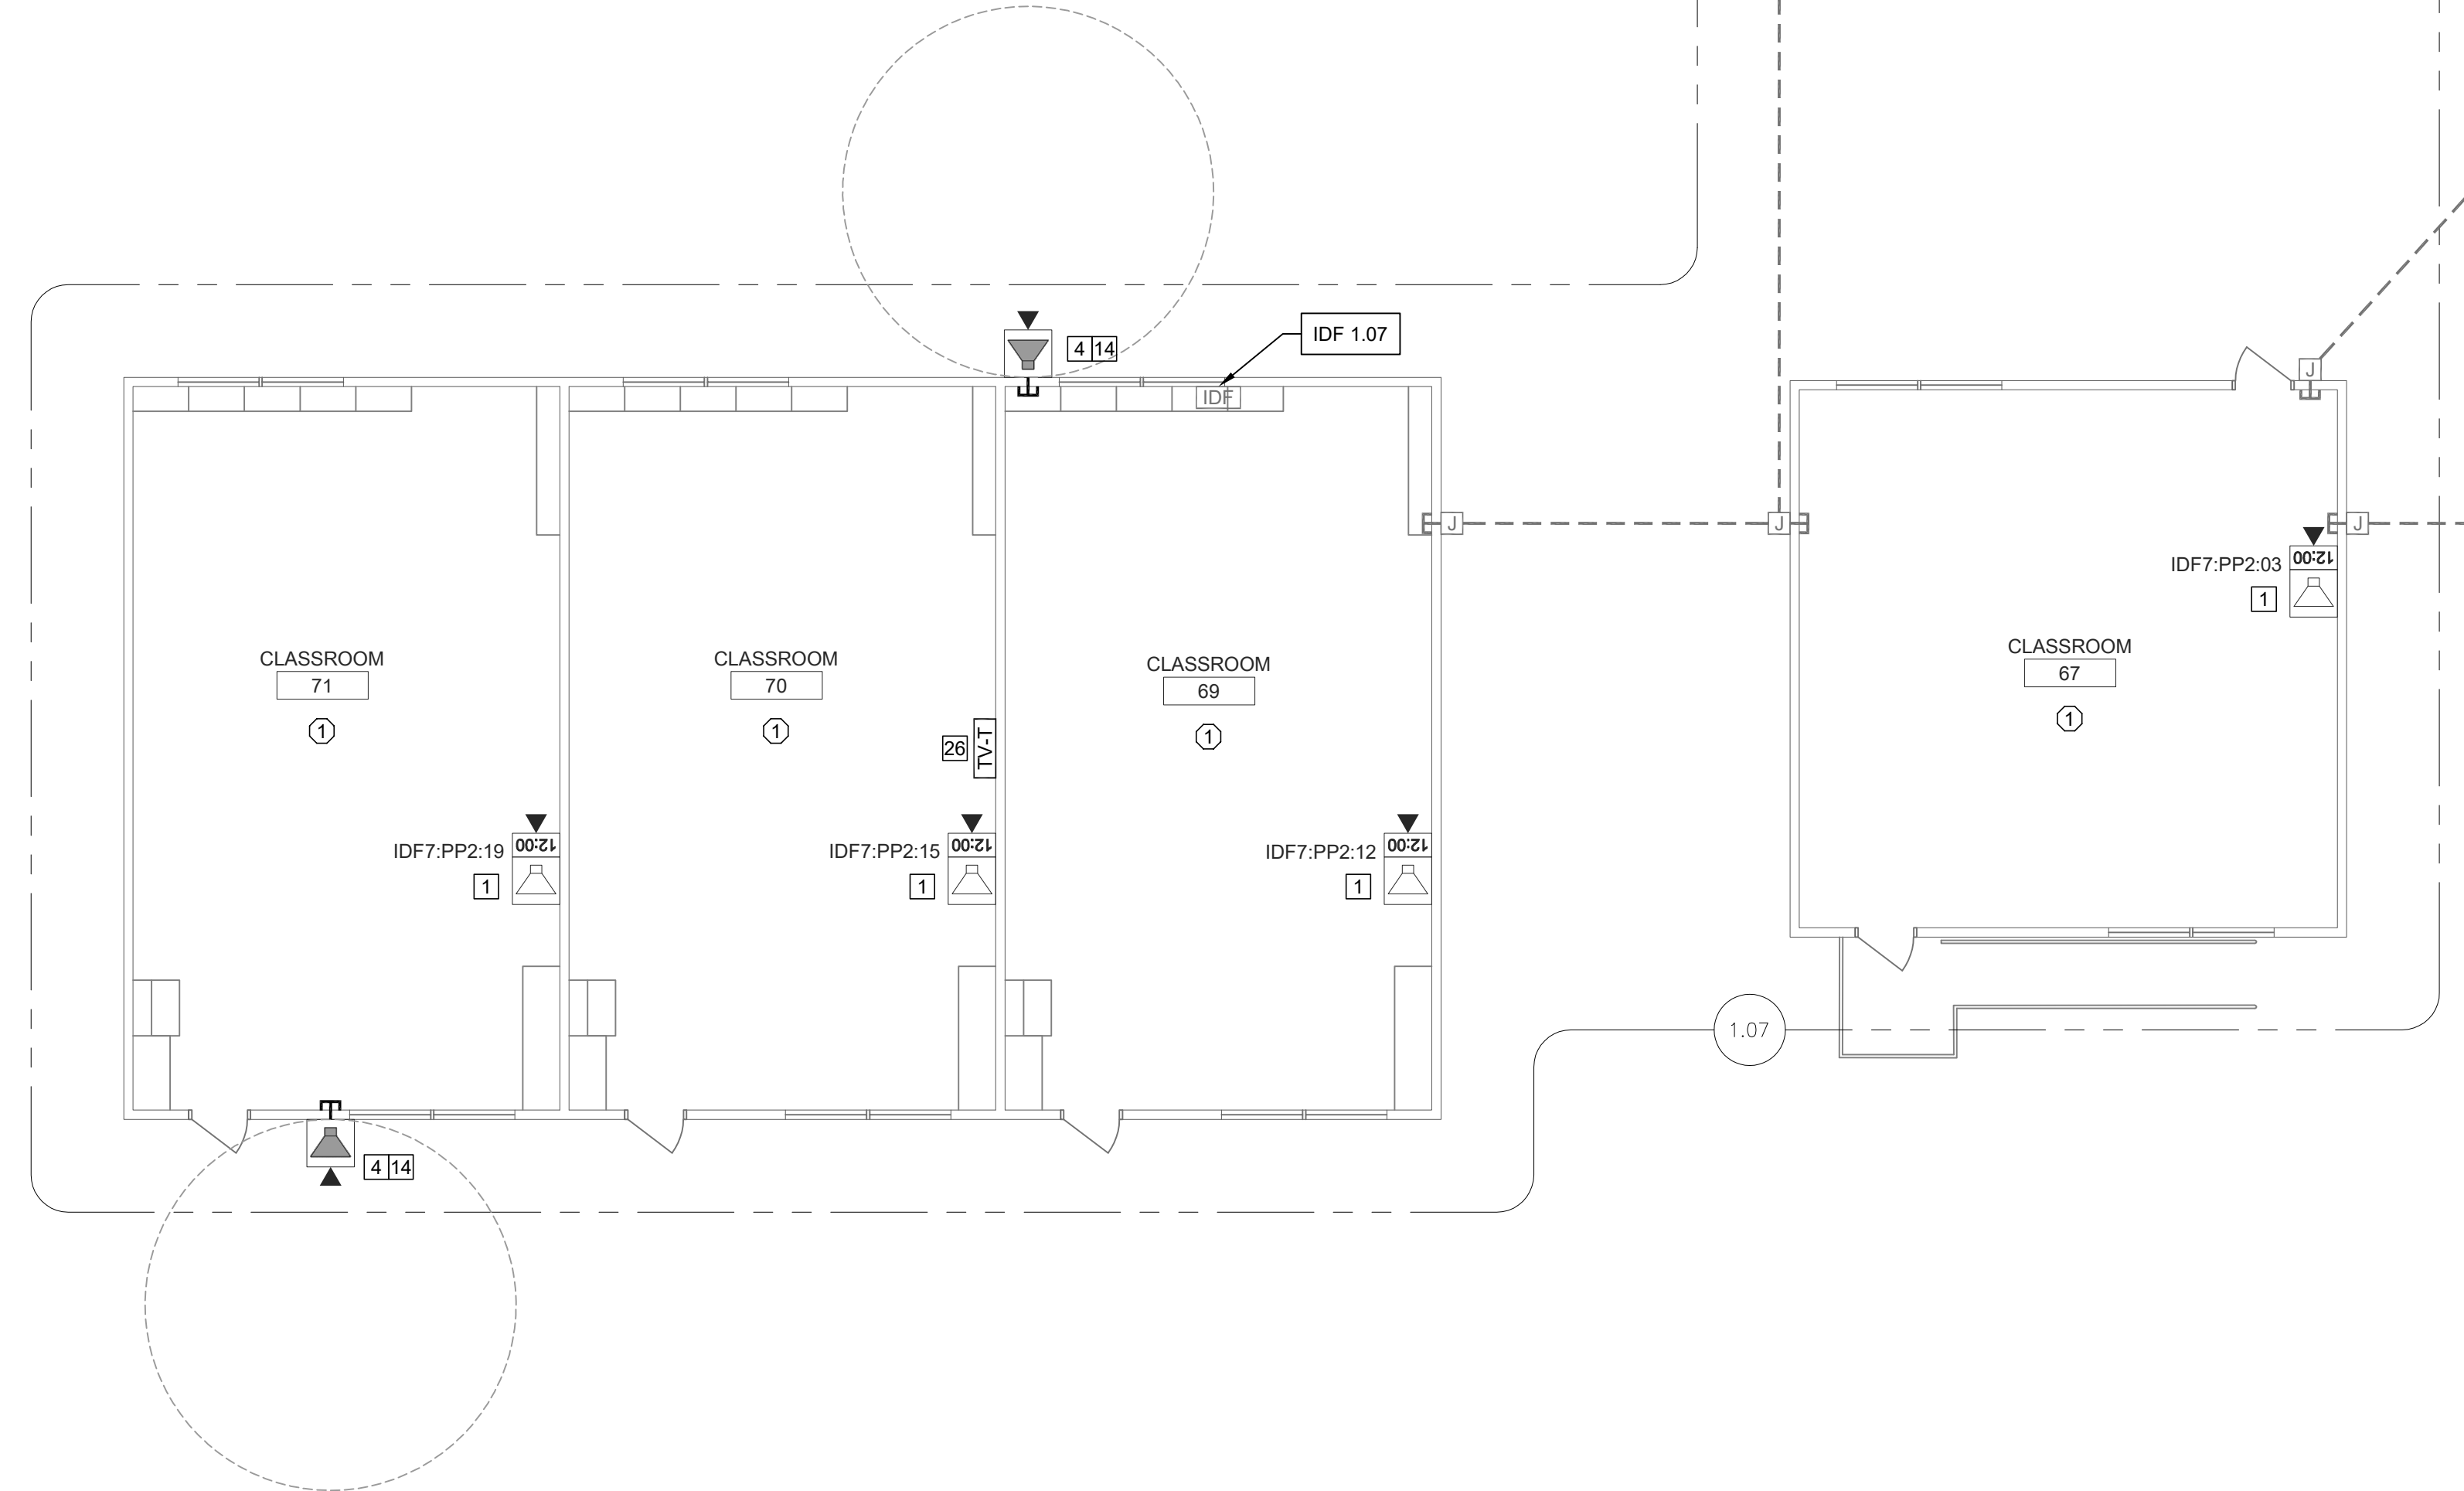 4 14
IDF 1.07
IDF
J
J
J
J
12:00
IDF7:PP2:03
1
CLASSROOM
71
1
CLASSROOM
70
1
CLASSROOM
69
1
CLASSROOM
67
1
26
TV-T
12:00
IDF7:PP2:19
1
12:00
IDF7:PP2:15
1
12:00
IDF7:PP2:12
1
1.07
4 14